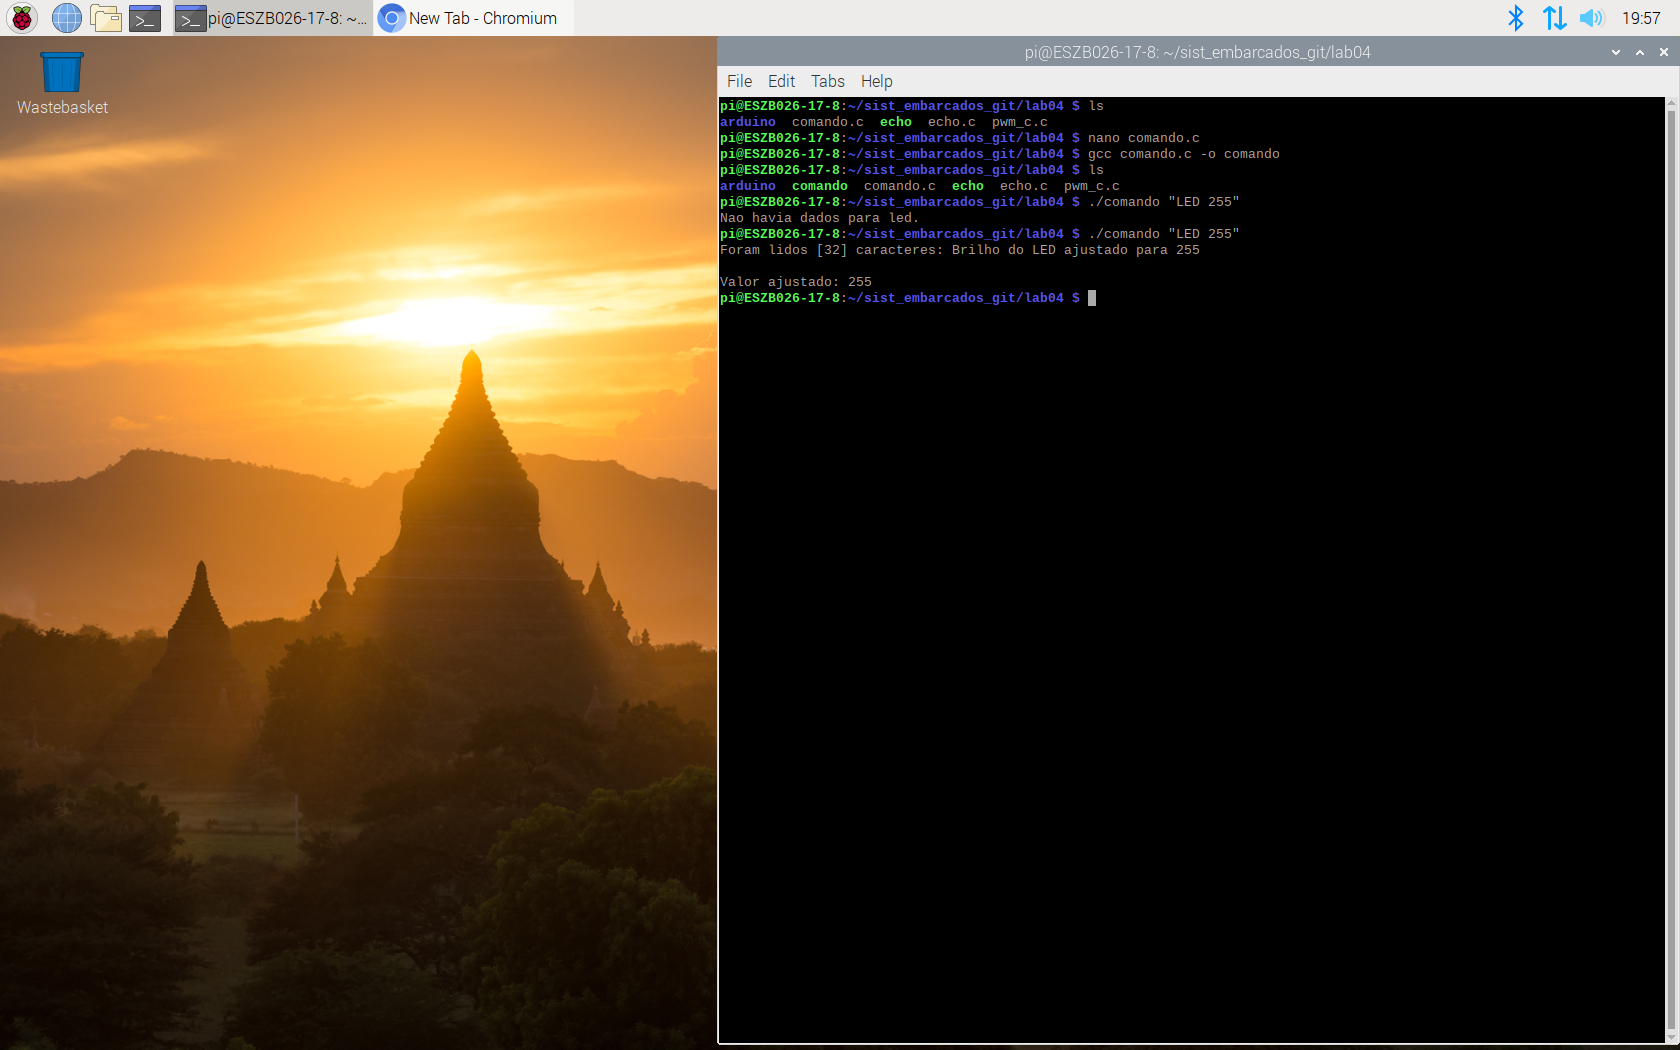 pi@ESZB026-17-8: ~...
New Tab - Chromium
19:57
Wastebasket
pi@ESZB026-17-8: ~/sist_embarcados_git/lab04
File Edit Tabs Help
pi@ESZB026-17-8:~/sist_embarcados_git/lab04 $ ls
arduino  comando.c  echo  echo.c  pwm_c.c
pi@ESZB026-17-8:~/sist_embarcados_git/lab04 $ nano comando.c
pi@ESZB026-17-8:~/sist_embarcados_git/lab04 $ gcc comando.c -o comando
pi@ESZB026-17-8:~/sist_embarcados_git/lab04 $ ls
arduino  comando  comando.c  echo  echo.c  pwm_c.c
pi@ESZB026-17-8:~/sist_embarcados_git/lab04 $ ./comando "LED 255"
Nao havia dados para led.
pi@ESZB026-17-8:~/sist_embarcados_git/lab04 $ ./comando "LED 255"
Foram lidos [32] caracteres: Brilho do LED ajustado para 255
Valor ajustado: 255
pi@ESZB026-17-8:~/sist_embarcados_git/lab04 $